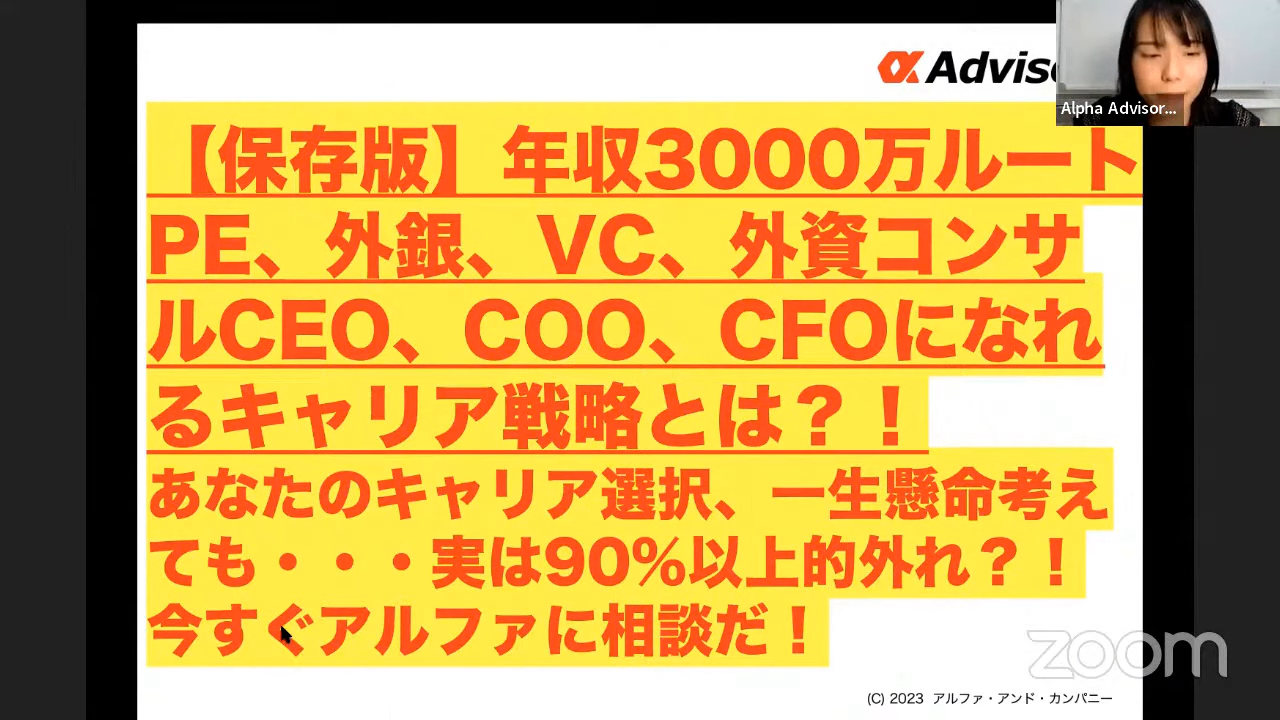 Advis
Alpha Advisor...
【保存版】年収3000万ルート
PE、外銀、VC、外資コンサ
ルCEO、COO、CFOになれ
るキャリア戦略とは？！
あなたのキャリア選択、一生懸命考え
ても・・・実は90%以上的外れ？！
今すぐアルファに相談だ！
zoom
(C) 2023 アルファ・アンド・カンパニー